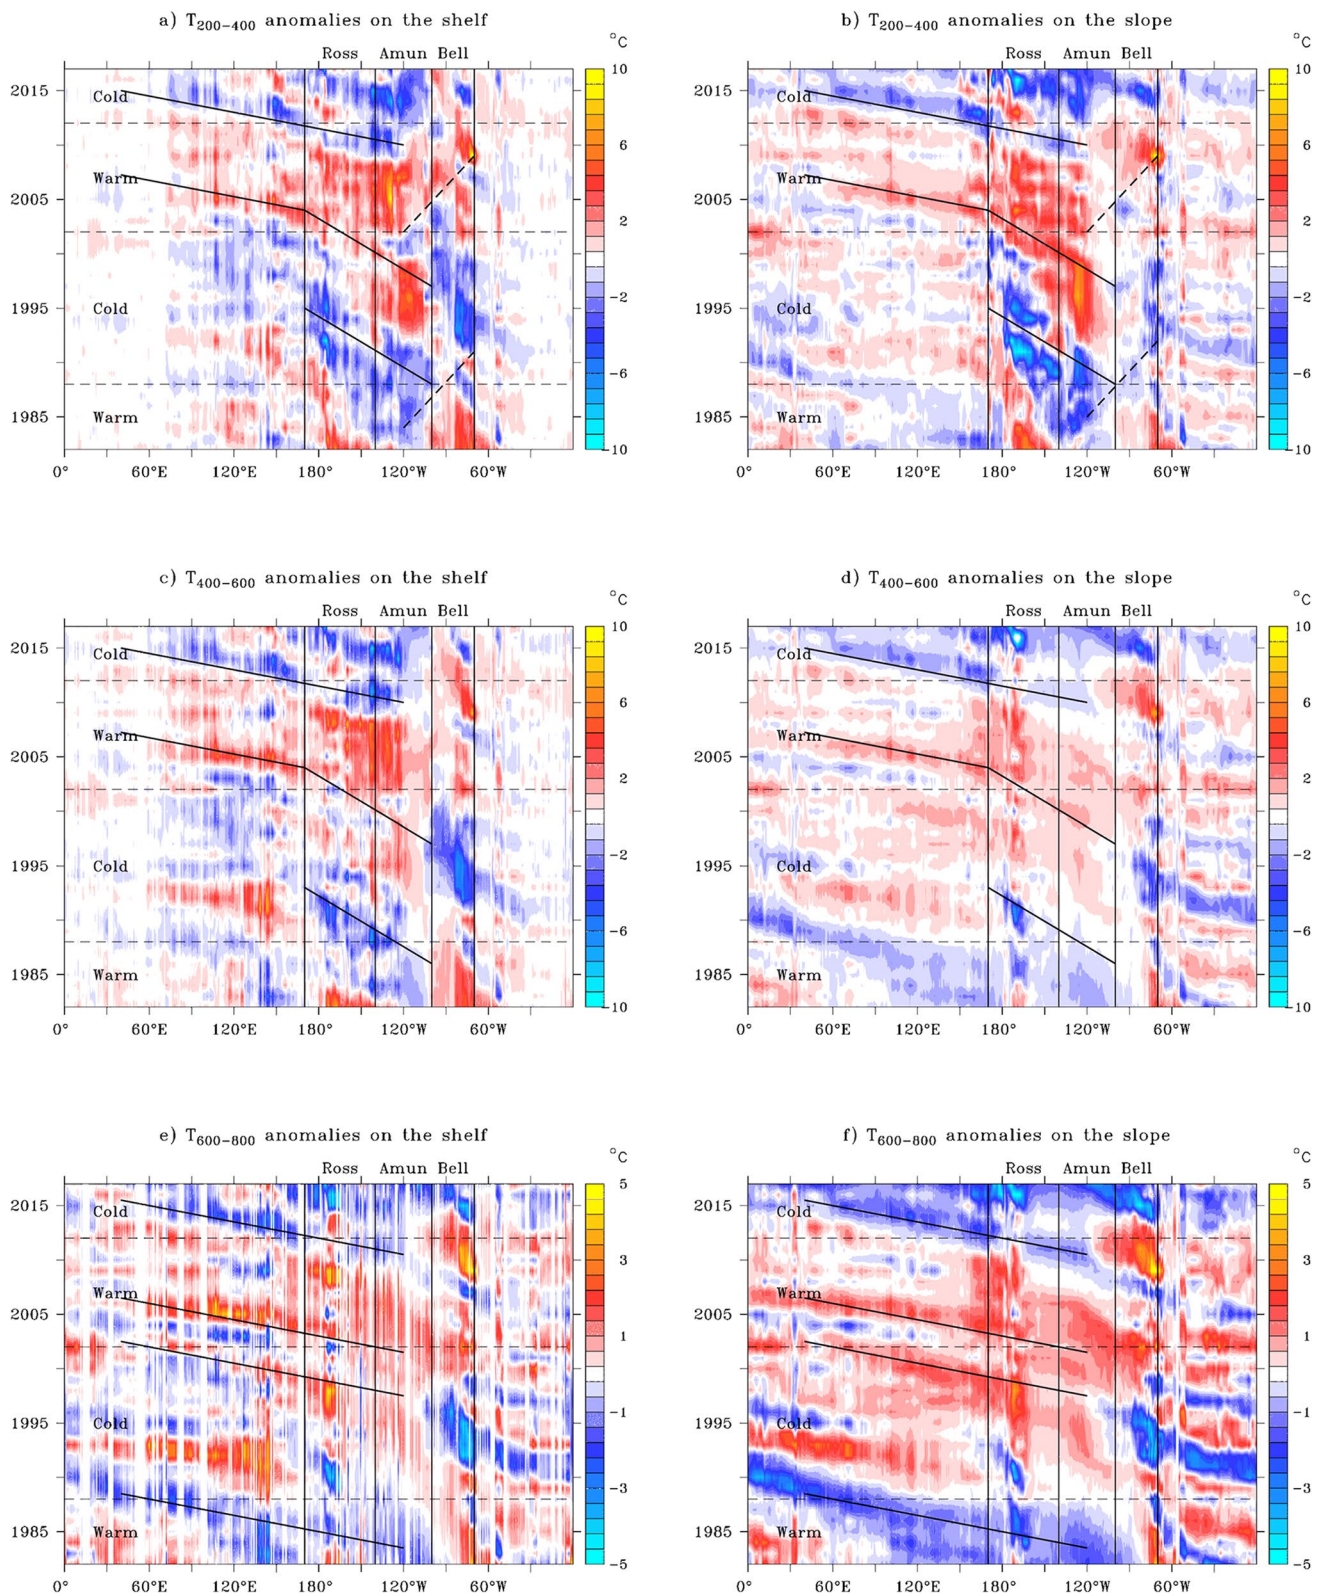 a) T200-400 anomalies on the shelf
b) T200-400 anomalies on the slope
Ross Amun Bell °C
Ross Amun Bell °C
2015 Cold 10
2015 Cold 10
6
6
2005 Warm 2
2005 Warm 2
1995 Cold -2
1995 Cold -2
-6
-6
1985 Warm -10
1985 Warm -10
0° 60°E 120°E 180° 120°W 60°W
0° 60°E 120°E 180° 120°W 60°W
c) T400-600 anomalies on the shelf
d) T400-600 anomalies on the slope
Ross Amun Bell °C
Ross Amun Bell °C
2015 Cold 10
2015 Cold 10
6
6
2005 Warm 2
2005 Warm 2
1995 Cold -2
1995 Cold -2
-6
-6
1985 Warm -10
1985 Warm -10
0° 60°E 120°E 180° 120°W 60°W
0° 60°E 120°E 180° 120°W 60°W
e) T600-800 anomalies on the shelf
f) T600-800 anomalies on the slope
Ross Amun Bell °C
Ross Amun Bell °C
2015 Cold 5
2015 Cold 5
3
3
2005 Warm 1
2005 Warm 1
1995 Cold -1
1995 Cold -1
-3
-3
1985 Warm -5
1985 Warm -5
0° 60°E 120°E 180° 120°W 60°W
0° 60°E 120°E 180° 120°W 60°W